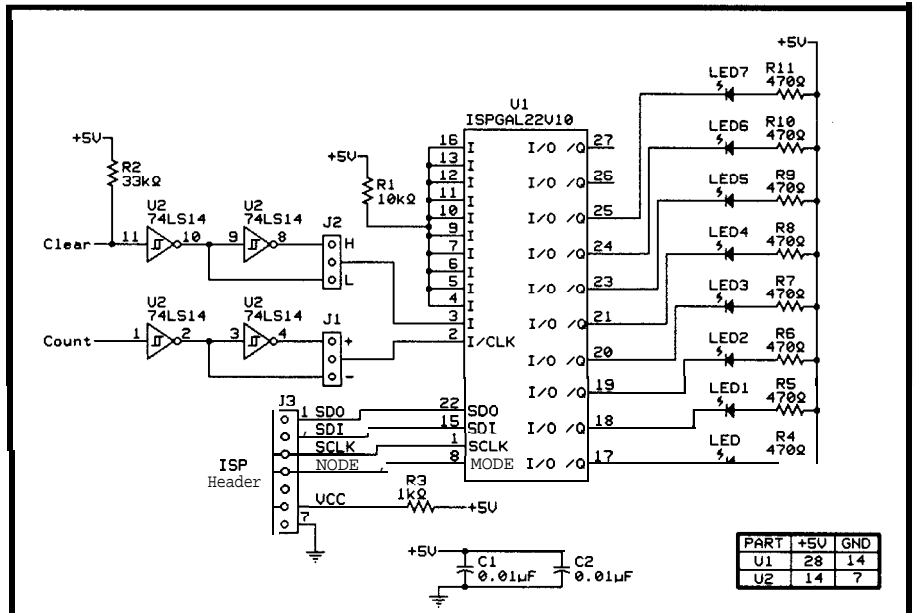 +5V
LED7
R11
470Ω
U1
ISPGAL22V10
+5V
R2
33kΩ
+5V
R1
10kΩ
16 I
13 I
12 I
11 I
10 I
9 I
7 I
6 I
5 I
4 I
3 I
2 I/CLK
I/O /Q 27
I/O /Q 26
I/O /Q 25
I/O /Q 24
I/O /Q 23
I/O /Q 21
I/O /Q 20
I/O /Q 19
I/O /Q 18
I/O /Q 17
LED6
R10
470Ω
LED5
R9
470Ω
LED4
R8
470Ω
LED3
R7
470Ω
LED2
R6
470Ω
LED1
R5
470Ω
LED
R4
470Ω
U2
74LS14
U2
74LS14
J2
Clear
11 10 9 8
H
L
U2
74LS14
U2
74LS14
J1
Count
1 2 3 4
+
–
J3
1 SDO
SDI
SCLK
NODE
VCC
7
ISP
Header
22 SDO
15 SDI
1 SCLK
8 MODE
R3
1kΩ
+5V
+5V
C1
0.01µF
C2
0.01µF
PART +5V GND
U1 28 14
U2 14 7